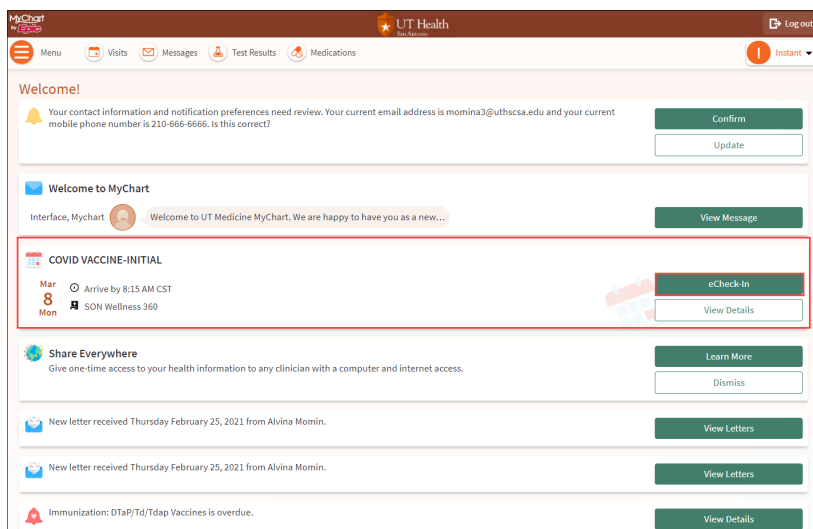 MyChart
by Epic
UT Health
San Antonio
Log out
Menu
Visits
Messages
Test Results
Medications
I
Instant
Welcome!
Your contact information and notification preferences need review. Your current email address is momina3@uthscsa.edu and your current
mobile phone number is 210-666-6666. Is this correct?
Confirm
Update
Welcome to MyChart
Interface, Mychart
Welcome to UT Medicine MyChart. We are happy to have you as a new...
View Message
COVID VACCINE-INITIAL
Mar
8
Mon
Arrive by 8:15 AM CST
SON Wellness 360
eCheck-In
View Details
Share Everywhere
Give one-time access to your health information to any clinician with a computer and internet access.
Learn More
Dismiss
New letter received Thursday February 25, 2021 from Alvina Momin.
View Letters
New letter received Thursday February 25, 2021 from Alvina Momin.
View Letters
Immunization: DTaP/Td/Tdap Vaccines is overdue.
View Details